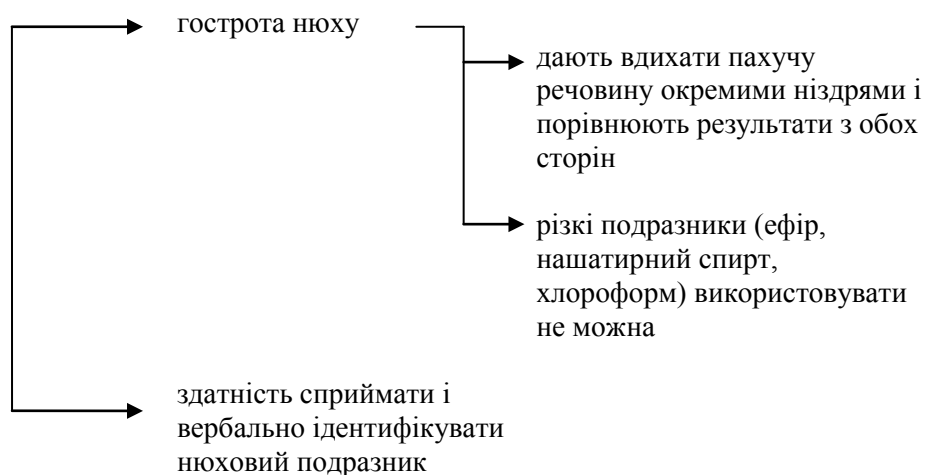 гострота нюху
дають вдихати пахучу
речовину окремими ніздрями і
порівнюють результати з обох
сторін
різкі подразники (ефір,
нашатирний спирт,
хлороформ) використовувати
не можна
здатність сприймати і
вербально ідентифікувати
нюховий подразник